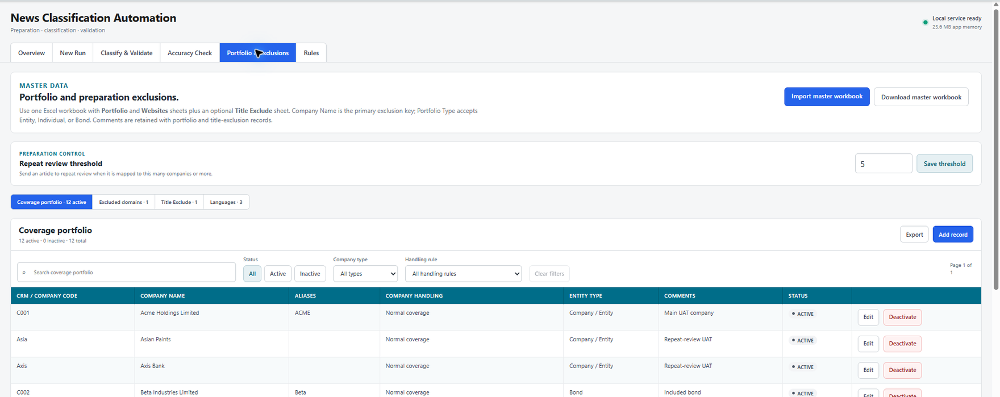 News Classification Automation
Preparation · classification · validation
Local service ready
25.6 MB app memory
Overview
New Run
Classify & Validate
Accuracy Check
Portfolio xclusions
Rules
MASTER DATA
Portfolio and preparation exclusions.
Use one Excel workbook with Portfolio and Websites sheets plus an optional Title Exclude sheet. Company Name is the primary exclusion key; Portfolio Type accepts
Entity, Individual, or Bond. Comments are retained with portfolio and title-exclusion records.
Import master workbook
Download master workbook
PREPARATION CONTROL
Repeat review threshold
Send an article to repeat review when it is mapped to this many companies or more.
5
Save threshold
Coverage portfolio · 12 active
Excluded domains · 1
Title Exclude · 1
Languages · 3
Coverage portfolio
12 active · 0 inactive · 12 total
Export
Add record
Search coverage portfolio
Status
All
Active
Inactive
Company type
All types
Handling rule
All handling rules
Clear filters
Page 1 of
1
CRM / COMPANY CODE COMPANY NAME ALIASES COMPANY HANDLING ENTITY TYPE COMMENTS STATUS
C001 Acme Holdings Limited ACME Normal coverage Company / Entity Main UAT company ACTIVE Edit Deactivate
Asia Asian Paints Normal coverage Company / Entity Repeat-review UAT ACTIVE Edit Deactivate
Axis Axis Bank Normal coverage Company / Entity Repeat-review UAT ACTIVE Edit Deactivate
C002 Beta Industries Limited Beta Normal coverage Bond Included bond ACTIVE Edit Deactivate